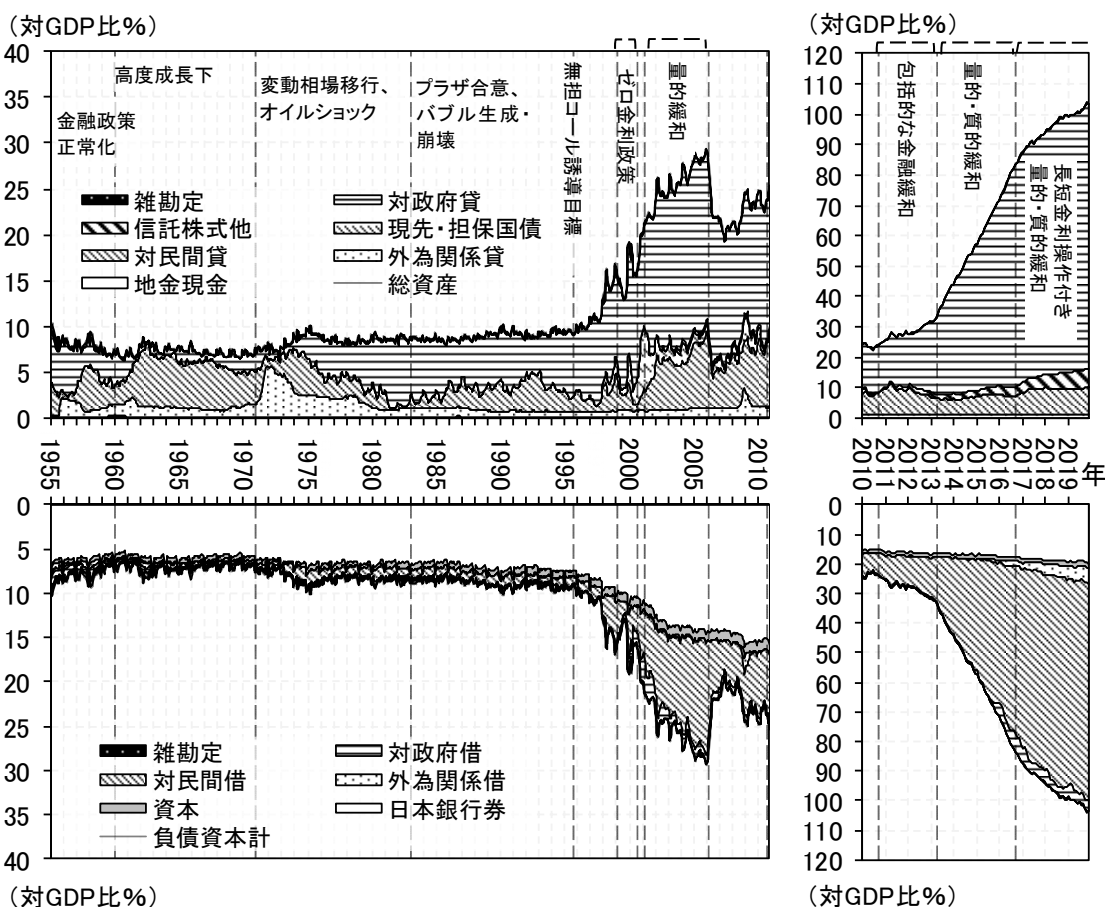 （対GDP比%）
40
35
30
25
20
15
10
5
0
金融政策
正常化
高度成長下
変動相場移行、
オイルショック
プラザ合意、
バブル生成・
崩壊
無担コール誘導目標
ゼロ金利政策
量的緩和
雑勘定
対政府貸
信託株式他
現先・担保国債
対民間貸
外為関係貸
地金現金
総資産
1955
1960
1965
1970
1975
1980
1985
1990
1995
2000
2005
2010
（対GDP比%）
120
110
100
90
80
70
60
50
40
30
20
10
0
包括的な金融緩和
量的・質的緩和
長短金利操作付き
量的・質的緩和
2010
2011
2012
2013
2014
2015
2016
2017
2018
2019
年
0
5
10
15
20
25
30
35
40
雑勘定
対政府借
対民間借
外為関係借
資本
日本銀行券
負債資本計
（対GDP比%）
0
10
20
30
40
50
60
70
80
90
100
110
120
（対GDP比%）